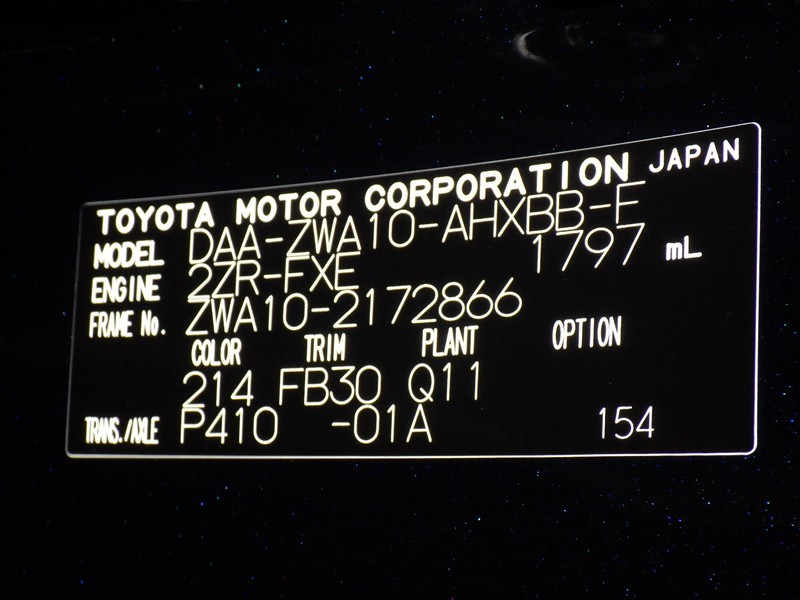 TOYOTA MOTOR CORPORATION JAPAN
MODEL DAA-ZWA10-AHXBB-F
ENGINE 2ZR-FXE 1797 mL
FRAME No. ZWA10-2172866
COLOR TRIM PLANT OPTION
214 FB30 Q11
TRANS./AXLE P410 -01A 154